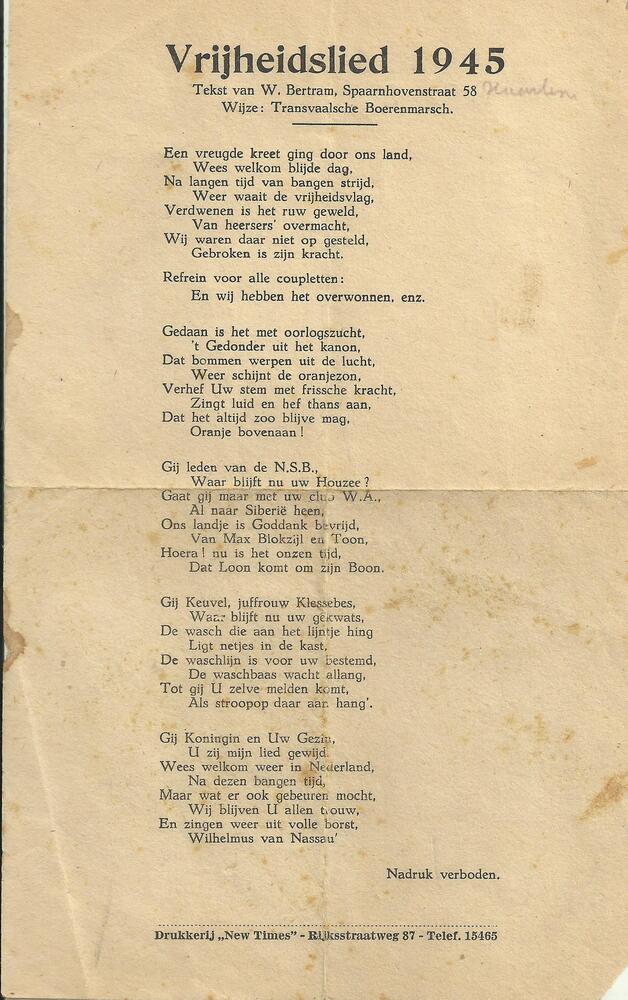 Vrijheidslied 1945
Tekst van W. Bertram, Spaarnhovenstraat 58 Haarlem
Wijze: Transvaalsche Boerenmarsch.
Een vreugde kreet ging door ons land,
Wees welkom blijde dag,
Na langen tijd van bangen strijd,
Weer waait de vrijheidsvlag,
Verdwenen is het ruw geweld,
Van heersers' overmacht,
Wij waren daar niet op gesteld,
Gebroken is zijn kracht.
Refrein voor alle coupletten:
En wij hebben het overwonnen, enz.
Gedaan is het met oorlogszucht,
't Gedonder uit het kanon,
Dat bommen werpen uit de lucht,
Weer schijnt de oranjezon,
Verhef Uw stem met frissche kracht,
Zingt luid en hef thans aan,
Dat het altijd zoo blijve mag,
Oranje bovenaan!
Gij leden van de N.S.B.,
Waar blijft nu uw Houzee?
Gaat gij maar met uw club W.A.,
Al naar Siberië heen,
Ons landje is Goddank bevrijd,
Van Max Blokzijl en Toon,
Hoera! nu is het onzen tijd,
Dat Loon komt om zijn Boon.
Gij Keuvel, juffrouw Klessebes,
Waar blijft nu uw gekwats,
De wasch die aan het lijntje hing
Ligt netjes in de kast.
De waschlijn is voor uw bestemd,
De waschbaas wacht allang,
Tot gij U zelve melden komt,
Als stroopop daar aan hang'.
Gij Koningin en Uw Gezin,
U zij mijn lied gewijd.
Wees welkom weer in Nederland,
Na dezen bangen tijd,
Maar wat er ook gebeuren mocht,
Wij blijven U allen trouw,
En zingen weer uit volle borst,
Wilhelmus van Nassau'
Nadruk verboden.
Drukkerij „New Times” - Rijksstraatweg 87 - Telef. 15465